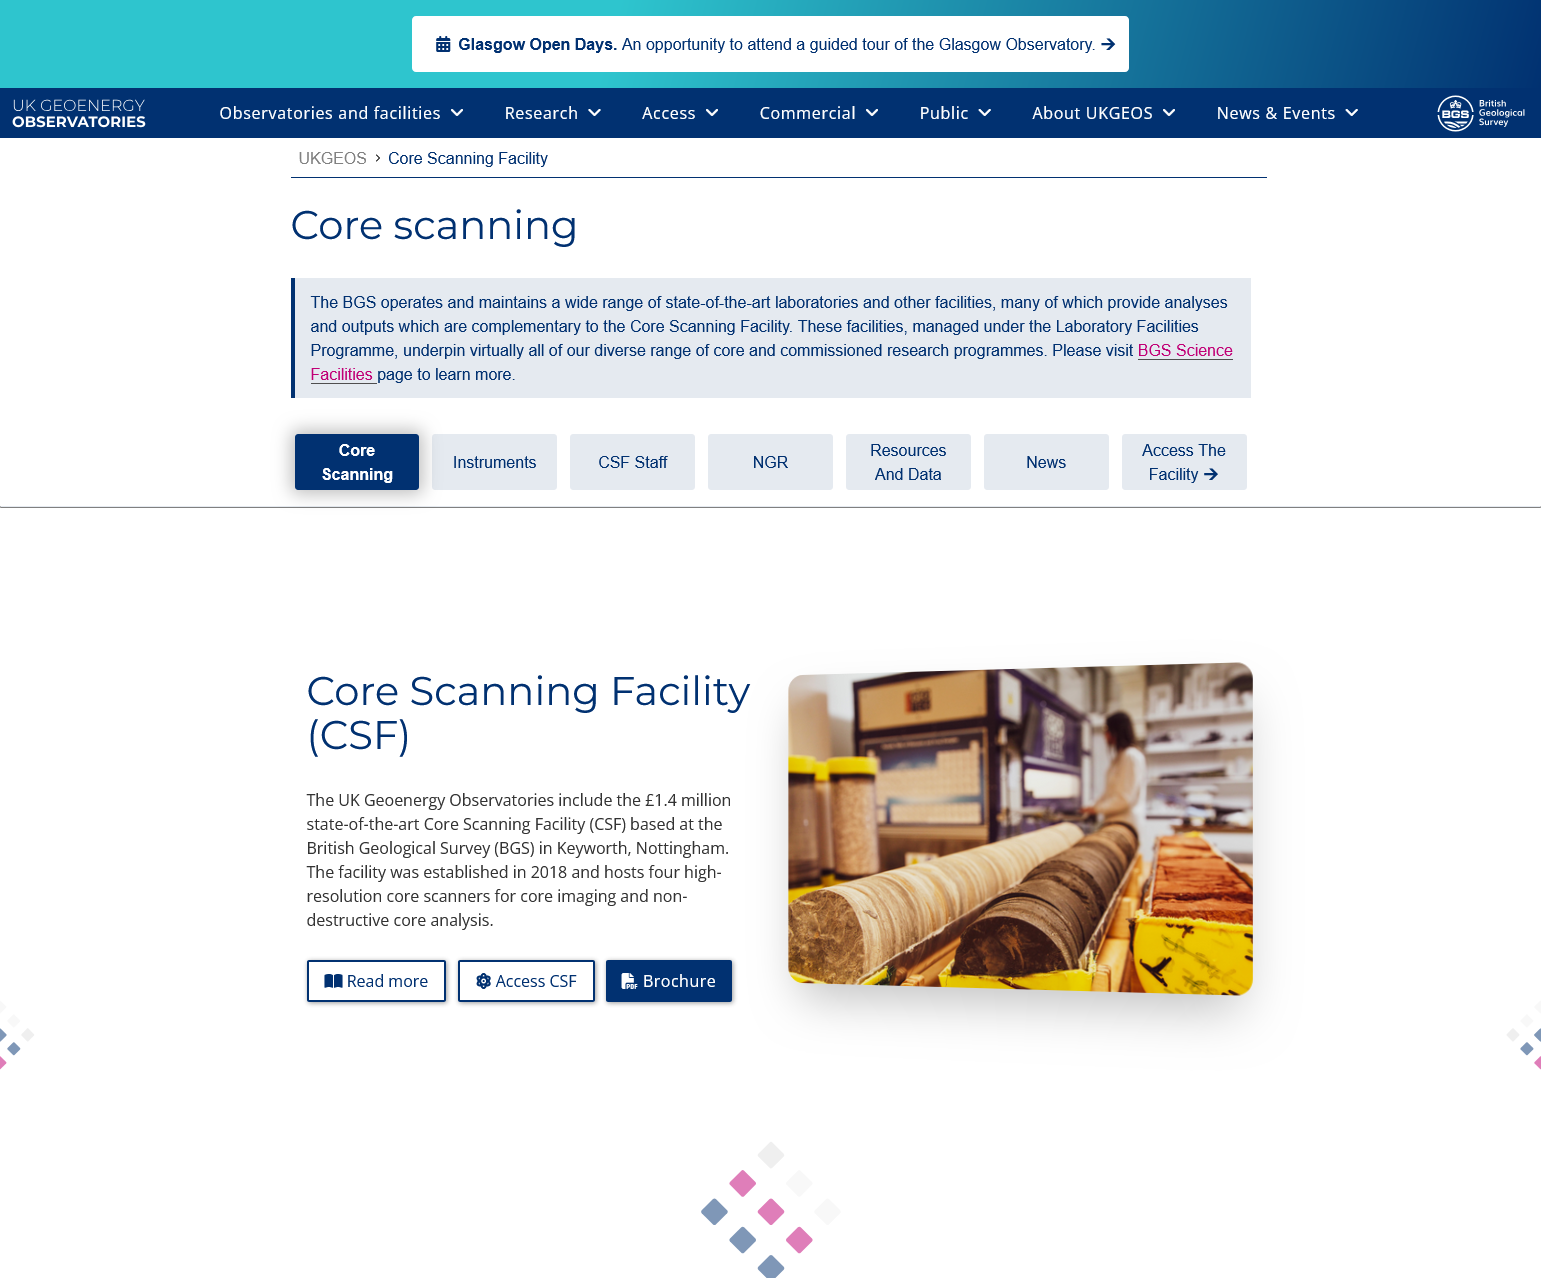 Glasgow Open Days. An opportunity to attend a guided tour of the Glasgow Observatory.
UK GEOENERGY
OBSERVATORIES
Observatories and facilities
Research
Access
Commercial
Public
About UKGEOS
News & Events
BGS
British
Geological
Survey
UKGEOS › Core Scanning Facility
Core scanning
The BGS operates and maintains a wide range of state-of-the-art laboratories and other facilities, many of which provide analyses
and outputs which are complementary to the Core Scanning Facility. These facilities, managed under the Laboratory Facilities
Programme, underpin virtually all of our diverse range of core and commissioned research programmes. Please visit BGS Science
Facilities page to learn more.
Core
Scanning
Instruments
CSF Staff
NGR
Resources
And Data
News
Access The
Facility
Core Scanning Facility
(CSF)
The UK Geoenergy Observatories include the £1.4 million
state-of-the-art Core Scanning Facility (CSF) based at the
British Geological Survey (BGS) in Keyworth, Nottingham.
The facility was established in 2018 and hosts four high-
resolution core scanners for core imaging and non-
destructive core analysis.
Read more
Access CSF
PDF
Brochure